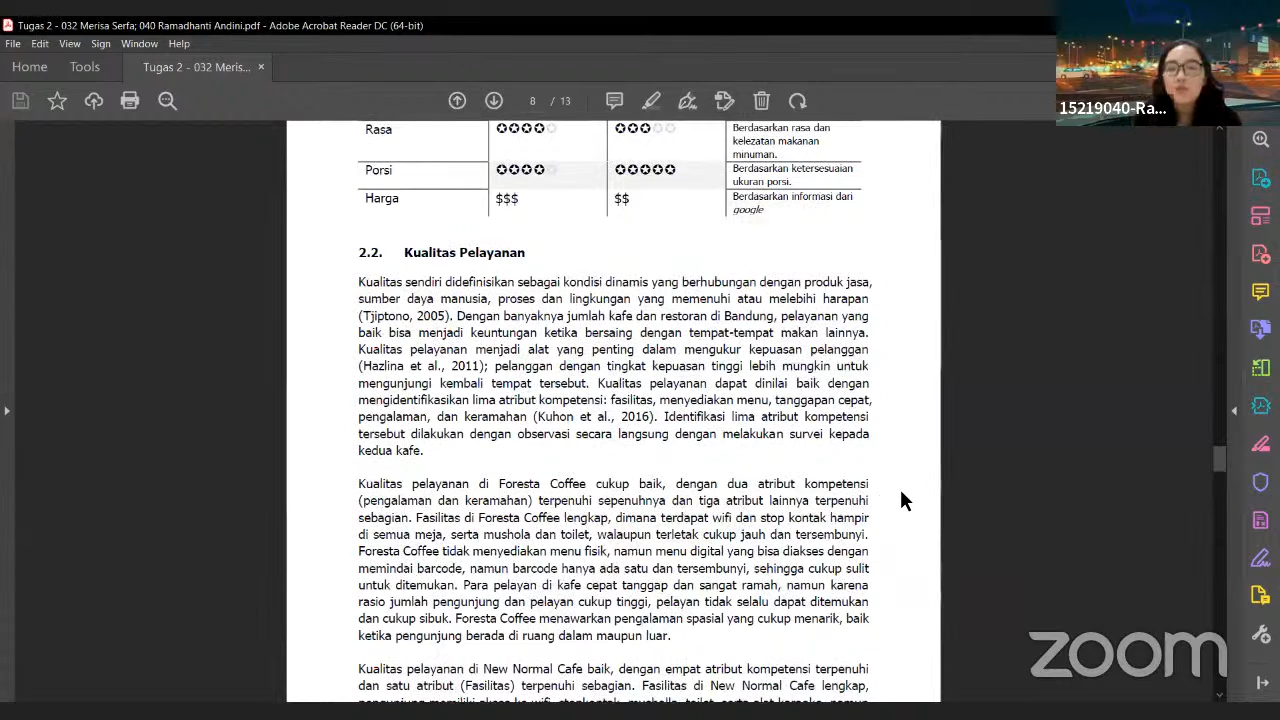 Tugas 2 - 032 Merisa Serfa; 040 Ramadhanti Andini.pdf - Adobe Acrobat Reader DC (64-bit)
File Edit View Sign Window Help
Home Tools Tugas 2 - 032 Meris... ×
8 / 13
15219040-Ra...
Rasa ✪✪✪✪✪ ✪✪✪✪✪ Berdasarkan rasa dan
kelezatan makanan
minuman.
Porsi ✪✪✪✪✪ ✪✪✪✪✪ Berdasarkan ketersesuaian
ukuran porsi.
Harga $$$ $$ Berdasarkan informasi dari
google
2.2. Kualitas Pelayanan
Kualitas sendiri didefinisikan sebagai kondisi dinamis yang berhubungan dengan produk jasa,
sumber daya manusia, proses dan lingkungan yang memenuhi atau melebihi harapan
(Tjiptono, 2005). Dengan banyaknya jumlah kafe dan restoran di Bandung, pelayanan yang
baik bisa menjadi keuntungan ketika bersaing dengan tempat-tempat makan lainnya.
Kualitas pelayanan menjadi alat yang penting dalam mengukur kepuasan pelanggan
(Hazlina et al., 2011); pelanggan dengan tingkat kepuasan tinggi lebih mungkin untuk
mengunjungi kembali tempat tersebut. Kualitas pelayanan dapat dinilai baik dengan
mengidentifikasikan lima atribut kompetensi: fasilitas, menyediakan menu, tanggapan cepat,
pengalaman, dan keramahan (Kuhon et al., 2016). Identifikasi lima atribut kompetensi
tersebut dilakukan dengan observasi secara langsung dengan melakukan survei kepada
kedua kafe.
Kualitas pelayanan di Foresta Coffee cukup baik, dengan dua atribut kompetensi
(pengalaman dan keramahan) terpenuhi sepenuhnya dan tiga atribut lainnya terpenuhi
sebagian. Fasilitas di Foresta Coffee lengkap, dimana terdapat wifi dan stop kontak hampir
di semua meja, serta mushola dan toilet, walaupun terletak cukup jauh dan tersembunyi.
Foresta Coffee tidak menyediakan menu fisik, namun menu digital yang bisa diakses dengan
memindai barcode, namun barcode hanya ada satu dan tersembunyi, sehingga cukup sulit
untuk ditemukan. Para pelayan di kafe cepat tanggap dan sangat ramah, namun karena
rasio jumlah pengunjung dan pelayan cukup tinggi, pelayan tidak selalu dapat ditemukan
dan cukup sibuk. Foresta Coffee menawarkan pengalaman spasial yang cukup menarik, baik
ketika pengunjung berada di ruang dalam maupun luar.
Kualitas pelayanan di New Normal Cafe baik, dengan empat atribut kompetensi terpenuhi
dan satu atribut (Fasilitas) terpenuhi sebagian. Fasilitas di New Normal Cafe lengkap,
zoom